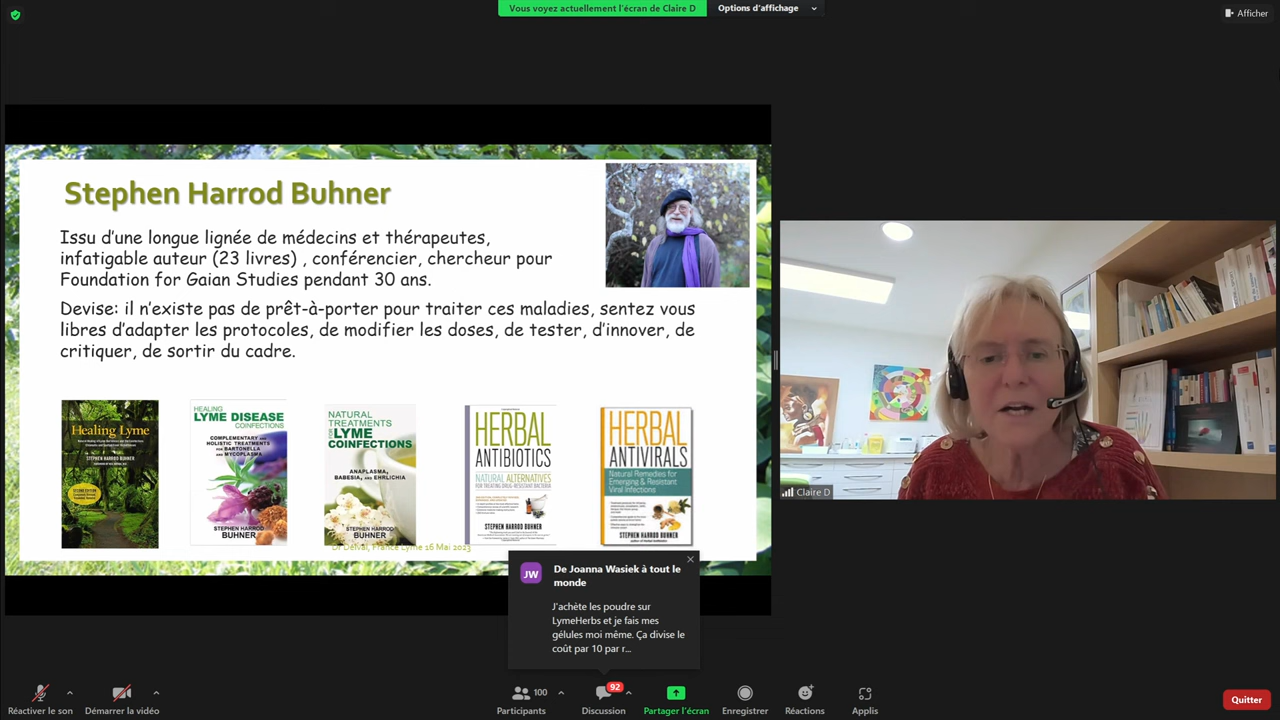 Vous voyez actuellement l'écran de Claire D
Options d'affichage
Afficher
Stephen Harrod Buhner
Issu d'une longue lignée de médecins et thérapeutes,
infatigable auteur (23 livres) , conférencier, chercheur pour
Foundation for Gaian Studies pendant 30 ans.
Devise: il n'existe pas de prêt-à-porter pour traiter ces maladies, sentez vous
libres d'adapter les protocoles, de modifier les doses, de tester, d'innover, de
critiquer, de sortir du cadre.
Healing Lyme
STEPHEN HARROD BUHNER
HEALING
LYME DISEASE
COINFECTIONS
COMPLEMENTARY AND
HOLISTIC TREATMENTS
FOR BARTONELLA
AND MYCOPLASMA
STEPHEN HARROD
BUHNER
NATURAL
TREATMENTS
FOR LYME
COINFECTIONS
ANAPLASMA,
BABESIA, AND EHRLICHIA
STEPHEN HARROD
BUHNER
HERBAL
ANTIBIOTICS
NATURAL ALTERNATIVES
FOR TREATING DRUG-RESISTANT BACTERIA
STEPHEN HARROD BUHNER
HERBAL
ANTIVIRALS
Natural Remedies for
Emerging & Resistant
Viral Infections
STEPHEN HARROD BUHNER
Dr Delval, France Lyme 16 Mai 2023
Claire D
JW
De Joanna Wasiek à tout le
monde
J'achète les poudre sur
LymeHerbs et je fais mes
gélules moi même. Ça divise le
coût par 10 par r...
Réactiver le son
Démarrer la vidéo
Participants
100
Discussion
92
Partager l'écran
Enregistrer
Réactions
Applis
Quitter